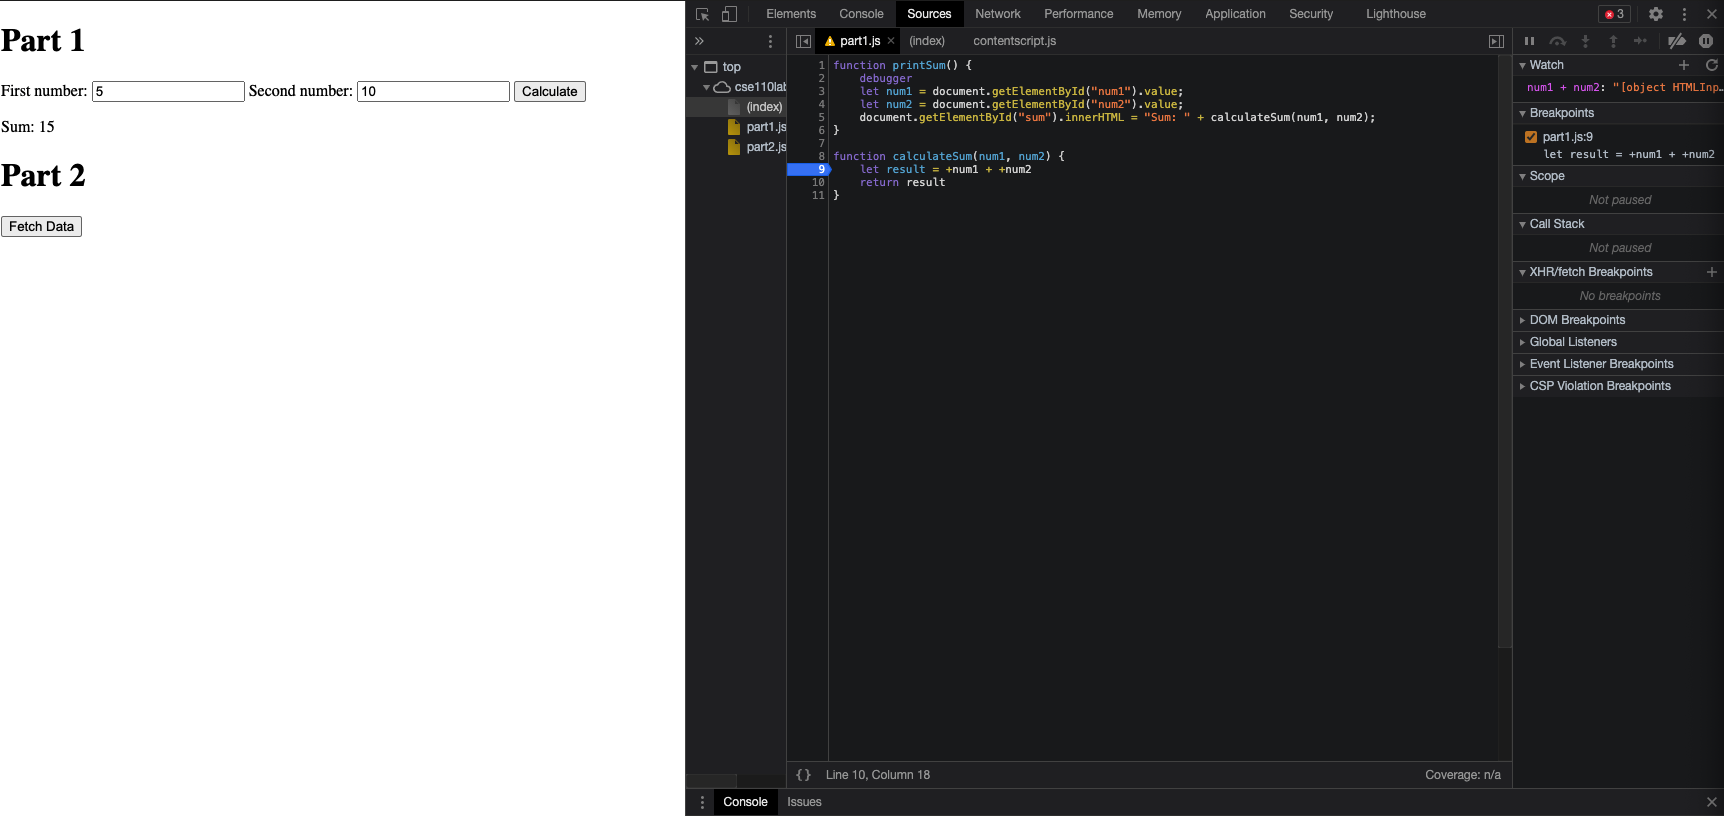 Part 1
First number: 5 Second number: 10 Calculate
Sum: 15
Part 2
Fetch Data
Elements Console Sources Network Performance Memory Application Security Lighthouse 3
part1.js (index) contentscript.js
top
cse110lab
(index)
part1.js
part2.js
1 function printSum() {
2 debugger
3 let num1 = document.getElementById("num1").value;
4 let num2 = document.getElementById("num2").value;
5 document.getElementById("sum").innerHTML = "Sum: " + calculateSum(num1, num2);
6 }
7
8 function calculateSum(num1, num2) {
9 let result = +num1 + +num2
10 return result
11 }
{} Line 10, Column 18 Coverage: n/a
Watch
num1 + num2: "[object HTMLInp…
Breakpoints
part1.js:9
let result = +num1 + +num2
Scope
Not paused
Call Stack
Not paused
XHR/fetch Breakpoints
No breakpoints
DOM Breakpoints
Global Listeners
Event Listener Breakpoints
CSP Violation Breakpoints
Console Issues